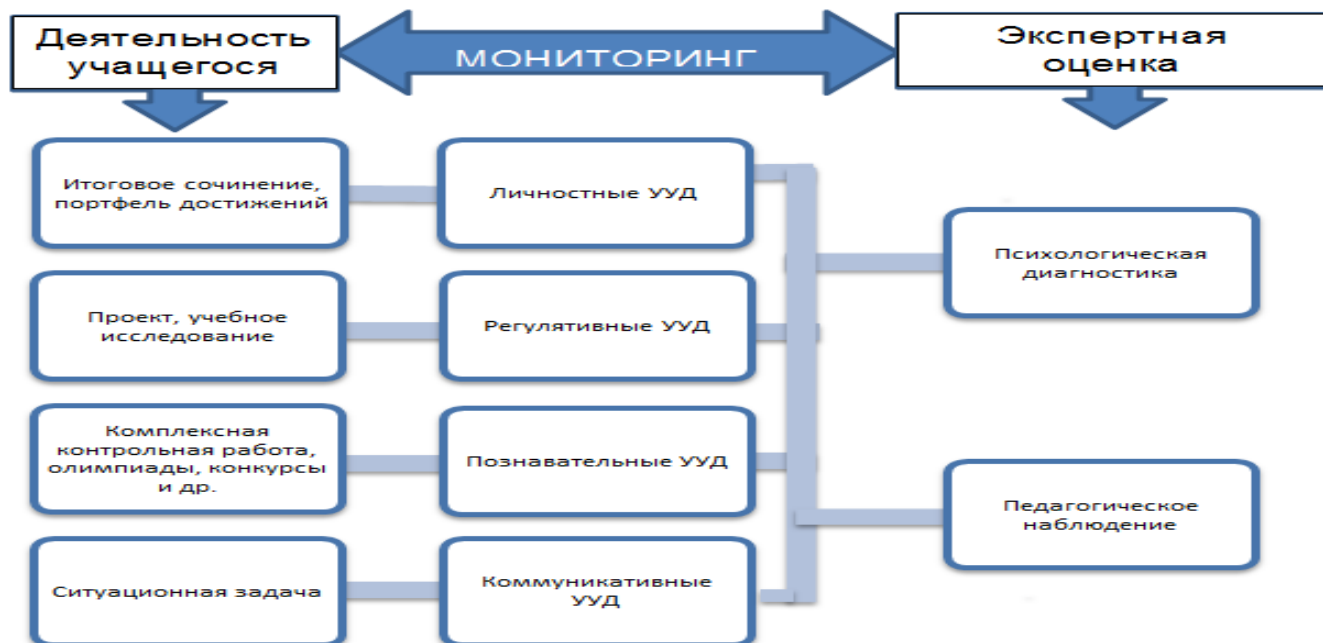 Деятельность
учащегося
МОНИТОРИНГ
Экспертная
оценка
Итоговое сочинение,
портфель достижений
Личностные УУД
Психологическая
диагностика
Проект, учебное
исследование
Регулятивные УУД
Комплексная
контрольная работа,
олимпиады, конкурсы
и др.
Познавательные УУД
Педагогическое
наблюдение
Ситуационная задача
Коммуникативные
УУД